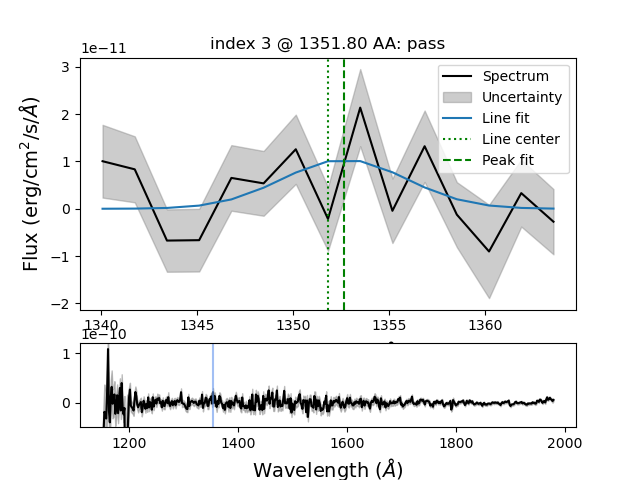 index 3 @ 1351.80 AA: pass
1e−11
3
2
1
0
−1
−2
Flux (erg/cm²/s/Å)
Spectrum
Uncertainty
Line fit
Line center
Peak fit
1340
1345
1350
1355
1360
1e−10
1
0
1200
1400
1600
1800
2000
Wavelength (Å)